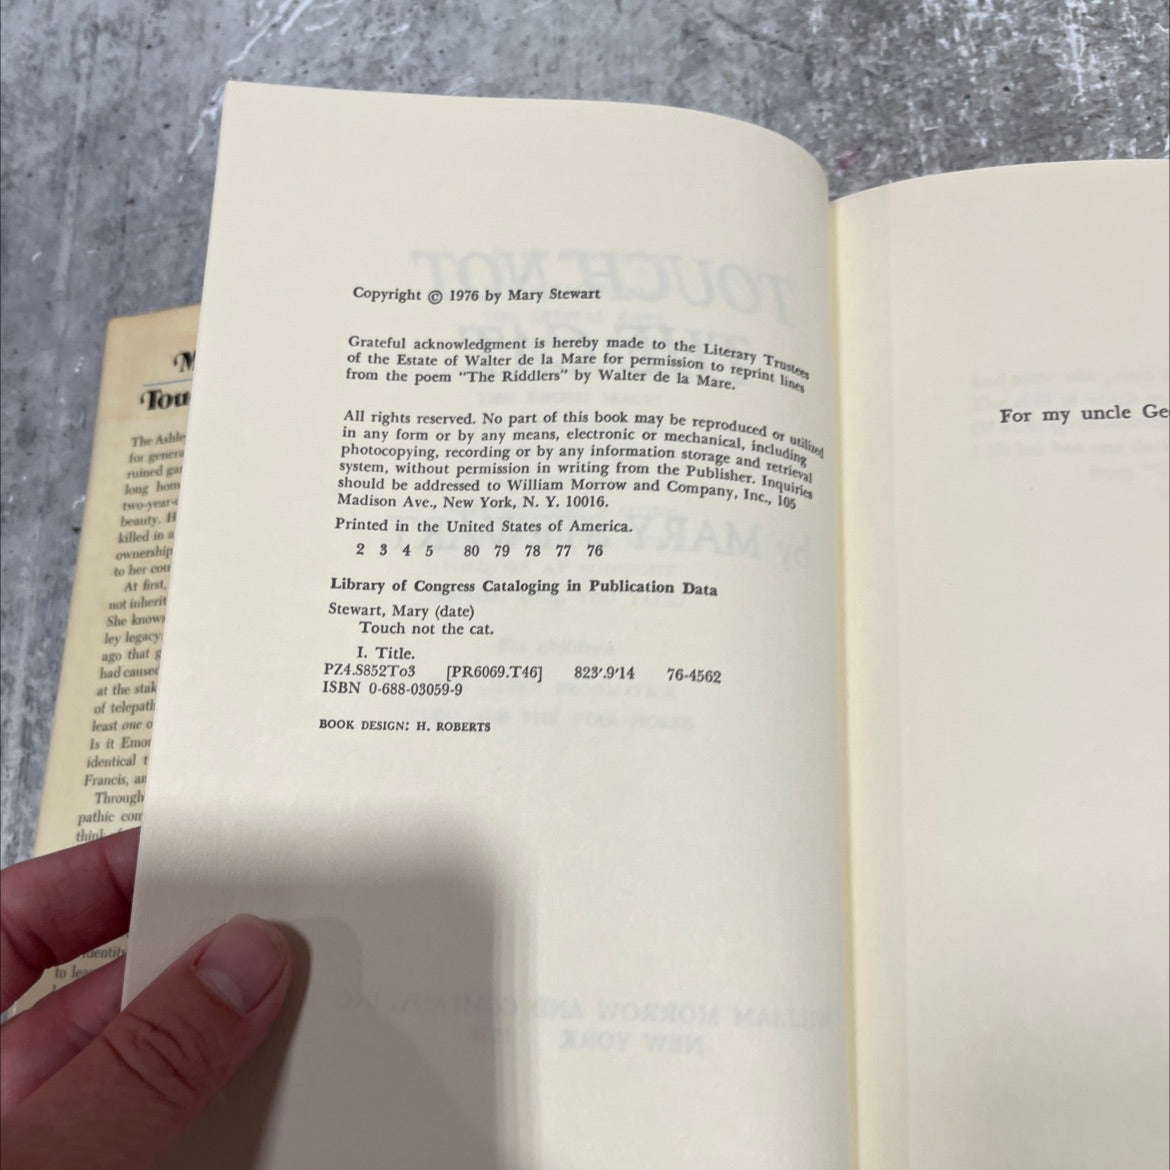 Copyright © 1976 by Mary Stewart
Grateful acknowledgment is hereby made to the Literary Trustees
of the Estate of Walter de la Mare for permission to reprint lines
from the poem "The Riddlers" by Walter de la Mare.
All rights reserved. No part of this book may be reproduced or utilized
in any form or by any means, electronic or mechanical, including
photocopying, recording or by any information storage and retrieval
system, without permission in writing from the Publisher. Inquiries
should be addressed to William Morrow and Company, Inc., 105
Madison Ave., New York, N. Y. 10016.
Printed in the United States of America.
2 3 4 5 80 79 78 77 76
Library of Congress Cataloging in Publication Data
Stewart, Mary (date)
Touch not the cat.
I. Title.
PZ4.S852To3 [PR6069.T46] 823'.9'14 76-4562
ISBN 0-688-03059-9
BOOK DESIGN: H. ROBERTS
For my uncle Ge
M
Tou
The Ashle
for genera
ruined ga
long hom
two-year-
beauty. H
killed in a
ownership
to her cou
At first,
not inherit
She knows
ley legacy
ago that g
had caused
at the stak
of telepath
least one o
Is it Emor
identical t
Francis, an
Through
pathic com
think
identity
to lea